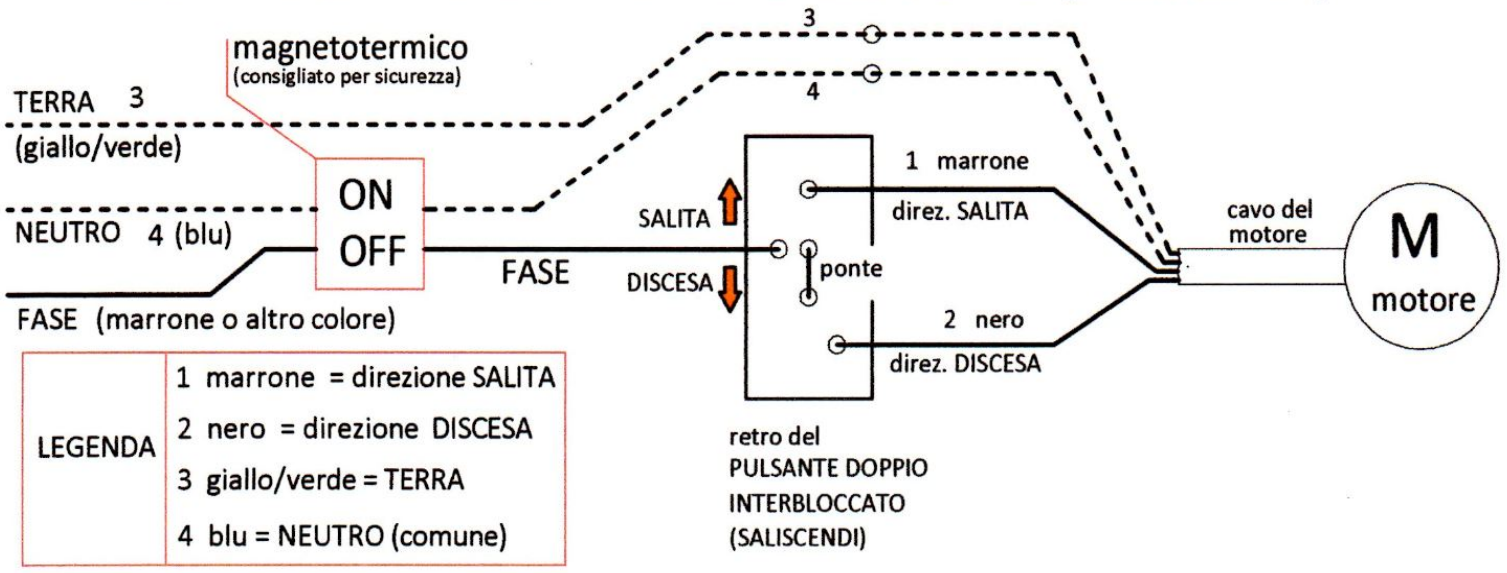 3
magnetotermico
(consigliato per sicurezza)
TERRA 3
4
(giallo/verde)
1 marrone
ON
SALITA
direz. SALITA
cavo del
motore
M
NEUTRO 4 (blu)
OFF
FASE
DISCESA
ponte
motore
FASE (marrone o altro colore)
2 nero
direz. DISCESA
LEGENDA
1 marrone = direzione SALITA
2 nero = direzione DISCESA
3 giallo/verde = TERRA
4 blu = NEUTRO (comune)
retro del
PULSANTE DOPPIO
INTERBLOCCATO
(SALISCENDI)